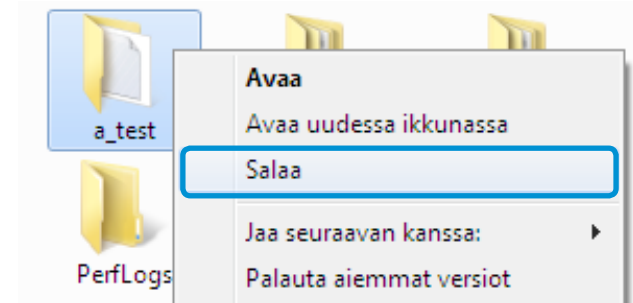 a_test
PerfLogs
Avaa
Avaa uudessa ikkunassa
Salaa
Jaa seuraavan kanssa:
Palauta aiemmat versiot